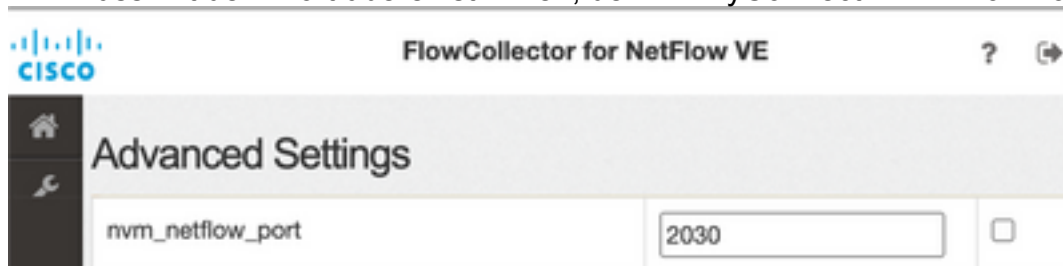 CISCO
FlowCollector for NetFlow VE
?
Advanced Settings
nvm_netflow_port
2030